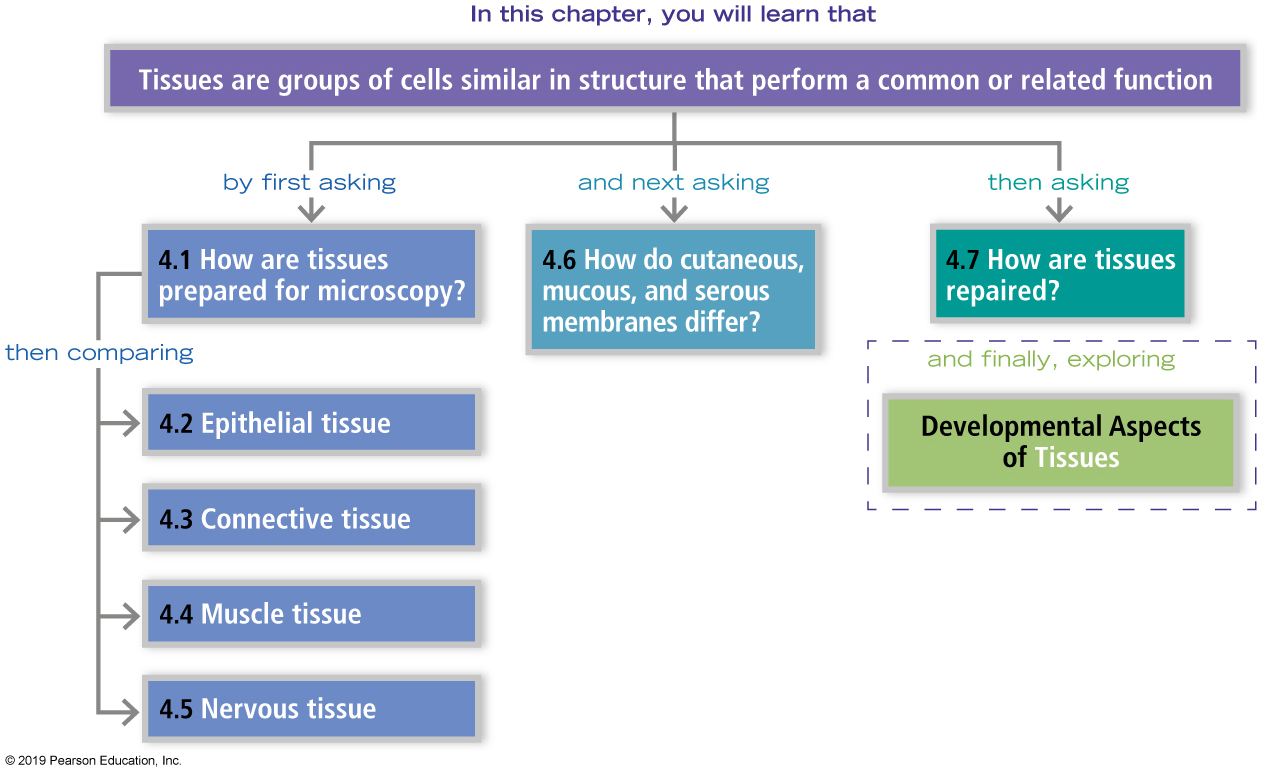 In this chapter, you will learn that
Tissues are groups of cells similar in structure that perform a common or related function
by first asking
and next asking
then asking
4.1 How are tissues
prepared for microscopy?
4.6 How do cutaneous,
mucous, and serous
membranes differ?
4.7 How are tissues
repaired?
then comparing
and finally, exploring
4.2 Epithelial tissue
Developmental Aspects
of Tissues
4.3 Connective tissue
4.4 Muscle tissue
4.5 Nervous tissue
© 2019 Pearson Education, Inc.